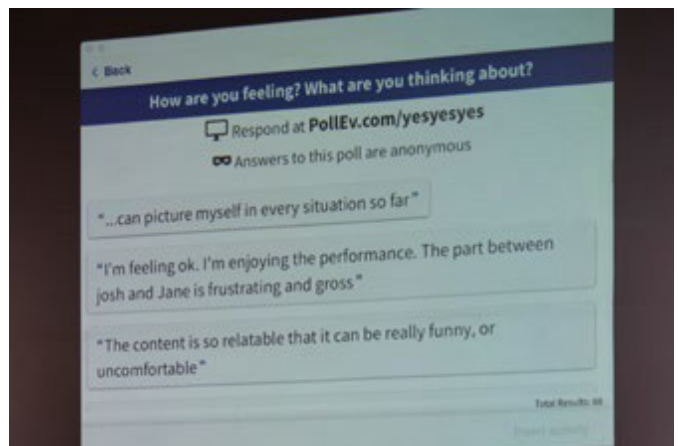 < Back
How are you feeling? What are you thinking about?
Respond at PollEv.com/yesyesyes
Answers to this poll are anonymous
"...can picture myself in every situation so far"
"I'm feeling ok. I'm enjoying the performance. The part between
josh and Jane is frustrating and gross"
"The content is so relatable that it can be really funny, or
uncomfortable"
Total Results: